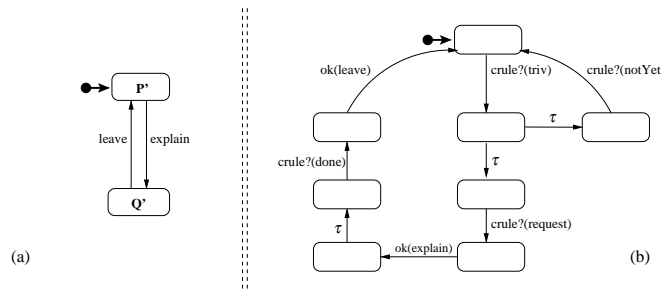 P'
leave
explain
Q'
(a)
ok(leave)
crule?(triv)
crule?(notYet
τ
τ
crule?(done)
τ
crule?(request)
ok(explain)
(b)